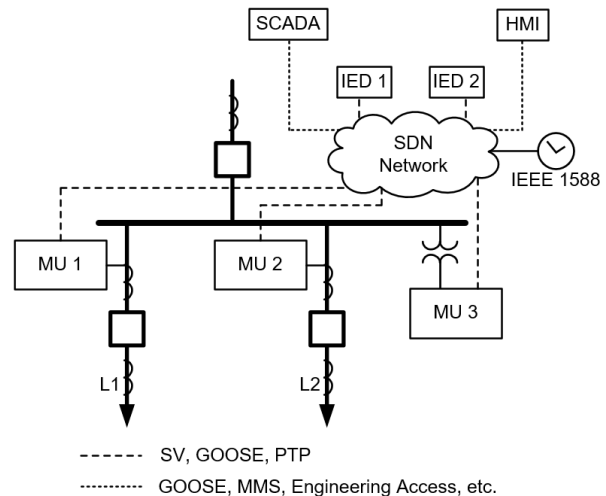 SCADA
HMI
IED 1
IED 2
SDN
Network
IEEE 1588
MU 1
MU 2
MU 3
L1
L2
SV, GOOSE, PTP
GOOSE, MMS, Engineering Access, etc.